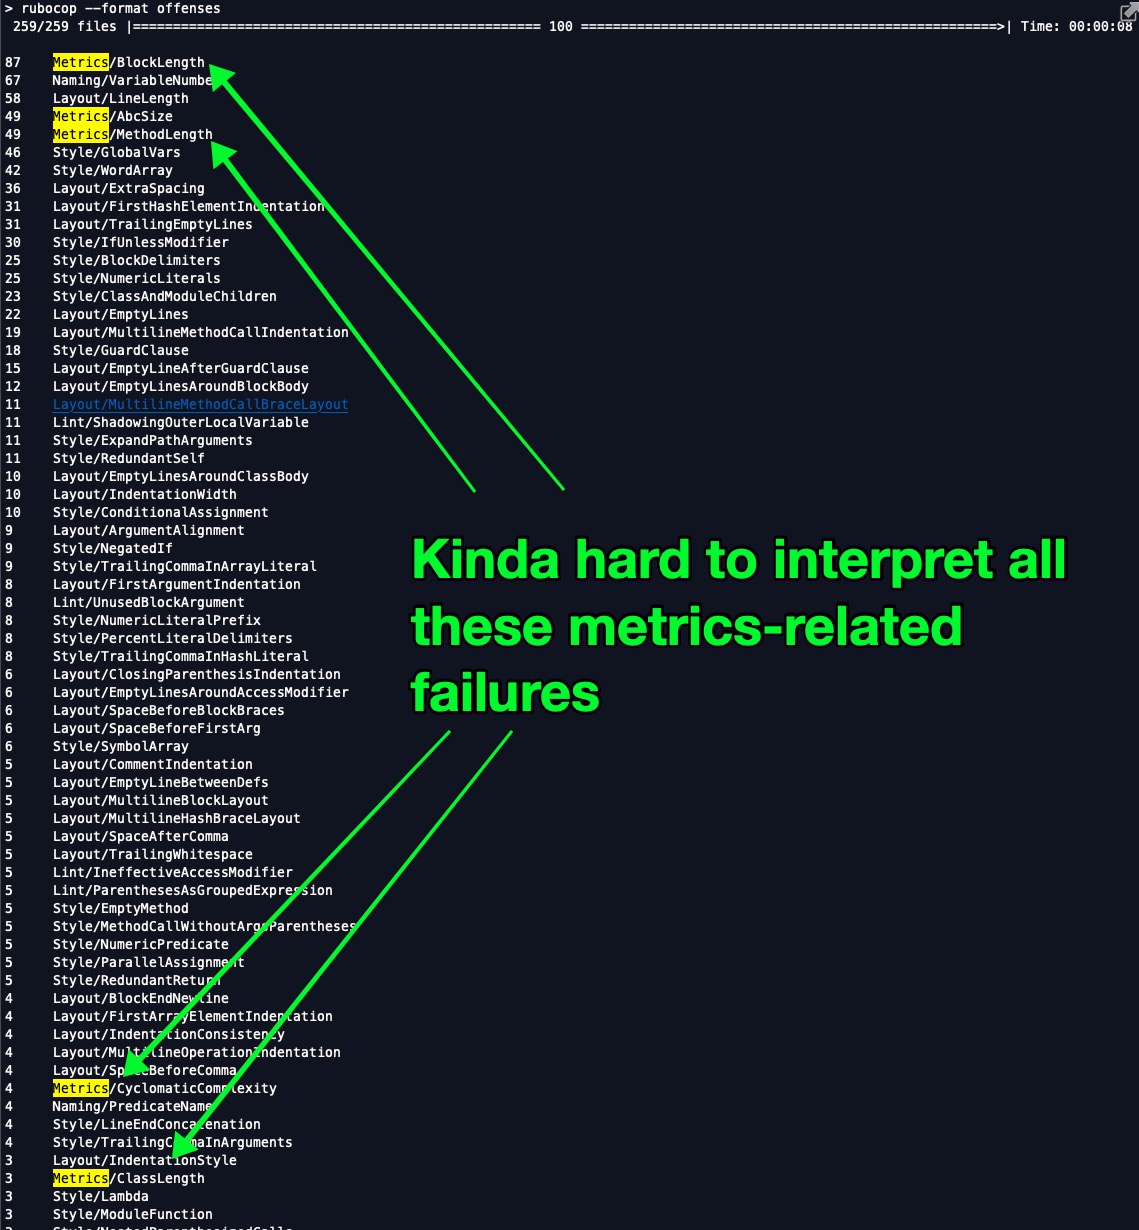 > rubocop --format offenses
259/259 files |=================================================== 100 ====================================================>| Time: 00:00:08
87 Metrics/BlockLength
67 Naming/VariableNumbe
58 Layout/LineLength
49 Metrics/AbcSize
49 Metrics/MethodLength
46 Style/GlobalVars
42 Style/WordArray
36 Layout/ExtraSpacing
31 Layout/FirstHashElementIndentation
31 Layout/TrailingEmptyLines
30 Style/IfUnlessModifier
25 Style/BlockDelimiters
25 Style/NumericLiterals
23 Style/ClassAndModuleChildren
22 Layout/EmptyLines
19 Layout/MultilineMethodCallIndentation
18 Style/GuardClause
15 Layout/EmptyLineAfterGuardClause
12 Layout/EmptyLinesAroundBlockBody
11 Layout/MultilineMethodCallBraceLayout
11 Lint/ShadowingOuterLocalVariable
11 Style/ExpandPathArguments
11 Style/RedundantSelf
10 Layout/EmptyLinesAroundClassBody
10 Layout/IndentationWidth
10 Style/ConditionalAssignment
9 Layout/ArgumentAlignment
9 Style/NegatedIf
9 Style/TrailingCommaInArrayLiteral
8 Layout/FirstArgumentIndentation
8 Lint/UnusedBlockArgument
8 Style/NumericLiteralPrefix
8 Style/PercentLiteralDelimiters
8 Style/TrailingCommaInHashLiteral
6 Layout/ClosingParenthesisIndentation
6 Layout/EmptyLinesAroundAccessModifier
6 Layout/SpaceBeforeBlockBraces
6 Layout/SpaceBeforeFirstArg
6 Style/SymbolArray
5 Layout/CommentIndentation
5 Layout/EmptyLineBetweenDefs
5 Layout/MultilineBlockLayout
5 Layout/MultilineHashBraceLayout
5 Layout/SpaceAfterComma
5 Layout/TrailingWhitespace
5 Lint/IneffectiveAccessModifier
5 Lint/ParenthesesAsGroupedExpression
5 Style/EmptyMethod
5 Style/MethodCallWithoutArgsParentheses
5 Style/NumericPredicate
5 Style/ParallelAssignment
5 Style/RedundantReturn
4 Layout/BlockEndNewline
4 Layout/FirstArrayElementIndentation
4 Layout/IndentationConsistency
4 Layout/MultilineOperationIndentation
4 Layout/SpaceBeforeComma
4 Metrics/CyclomaticComplexity
4 Naming/PredicateName
4 Style/LineEndConcatenation
4 Style/TrailingCommaInArguments
3 Layout/IndentationStyle
3 Metrics/ClassLength
3 Style/Lambda
3 Style/ModuleFunction
Kinda hard to interpret all
these metrics-related
failures